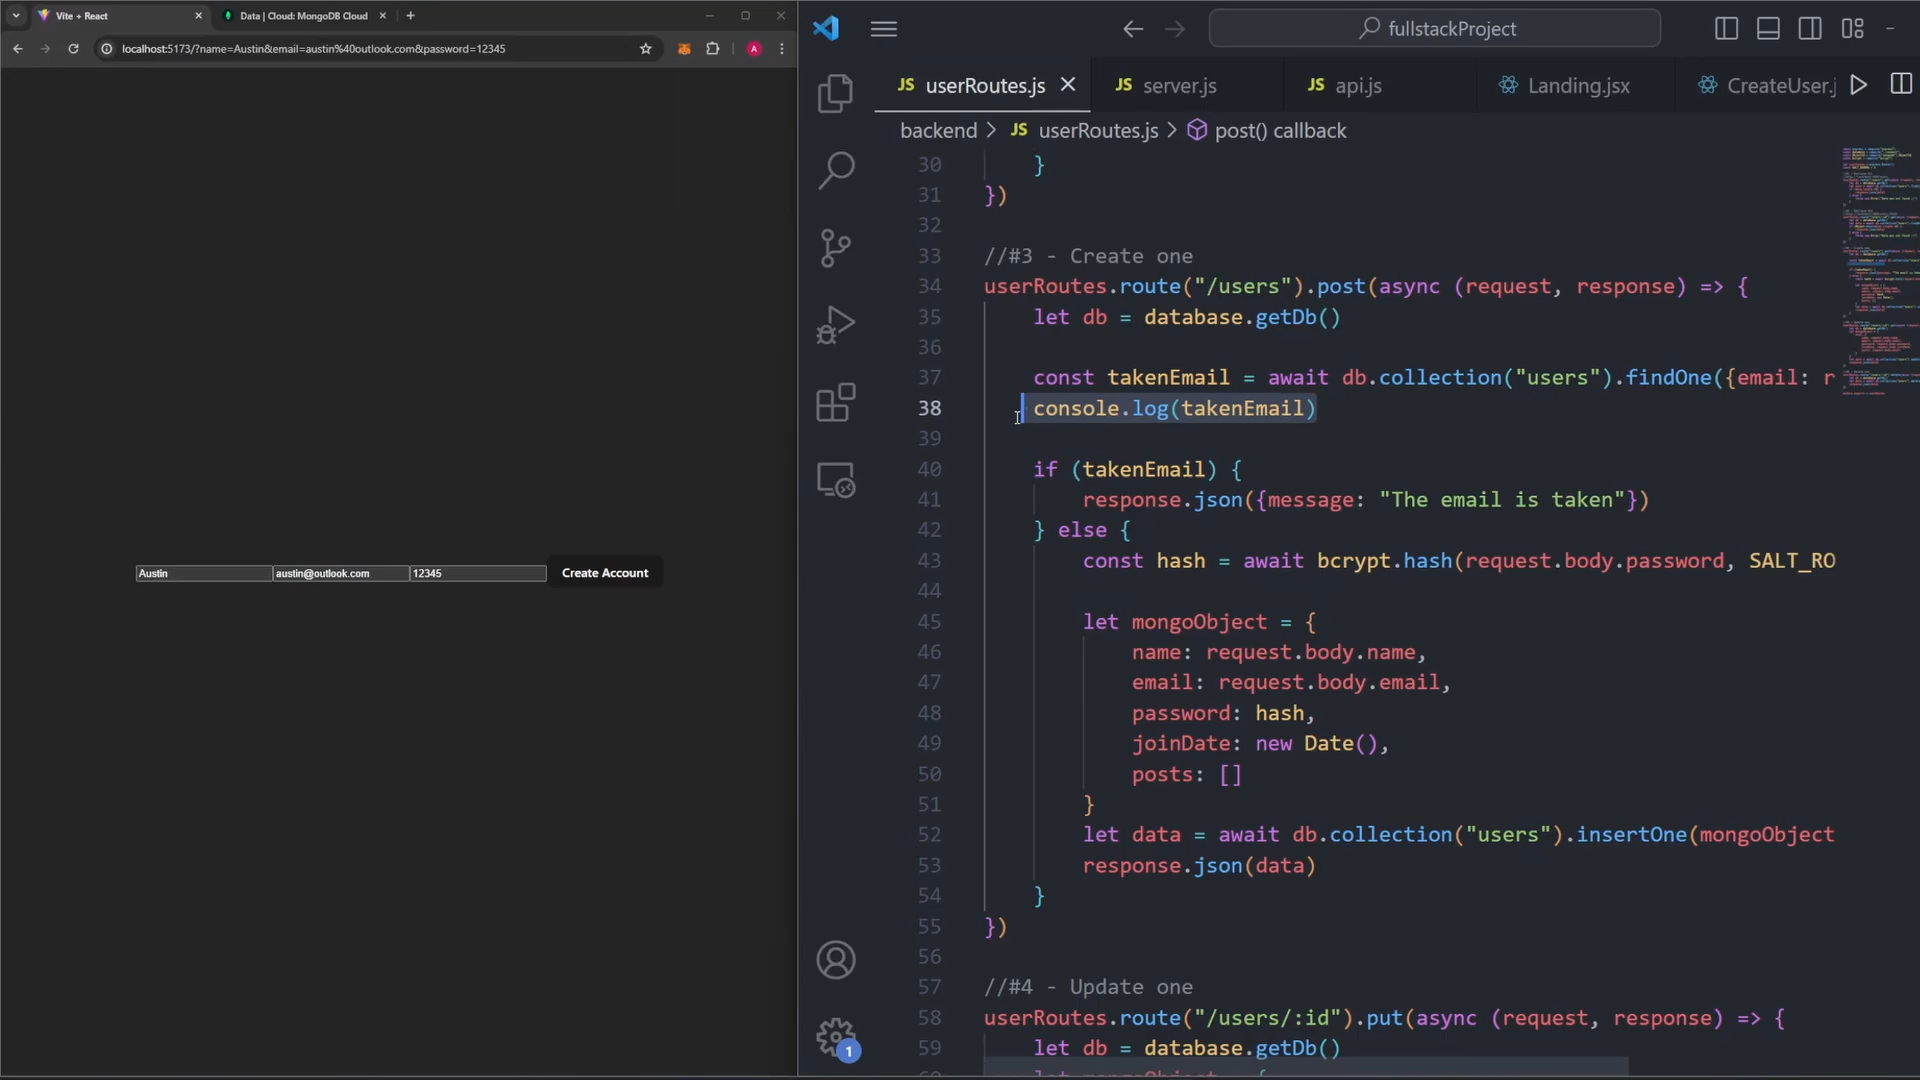 Vite + React
Data | Cloud: MongoDB Cloud
localhost:5173/?name=Austin&email=austin%40outlook.com&password=12345
A
Austin
austin@outlook.com
12345
Create Account
fullstackProject
JS userRoutes.js
JS server.js
JS api.js
Landing.jsx
CreateUser.j
backend > JS userRoutes.js > post() callback
30 }
31 })
32
33 //#3 - Create one
34 userRoutes.route("/users").post(async (request, response) => {
35 let db = database.getDb()
36
37 const takenEmail = await db.collection("users").findOne({email: r
38 console.log(takenEmail)
39
40 if (takenEmail) {
41 response.json({message: "The email is taken"})
42 } else {
43 const hash = await bcrypt.hash(request.body.password, SALT_RO
44
45 let mongoObject = {
46 name: request.body.name,
47 email: request.body.email,
48 password: hash,
49 joinDate: new Date(),
50 posts: []
51 }
52 let data = await db.collection("users").insertOne(mongoObject
53 response.json(data)
54 }
55 })
56
57 //#4 - Update one
58 userRoutes.route("/users/:id").put(async (request, response) => {
59 let db = database.getDb()
1